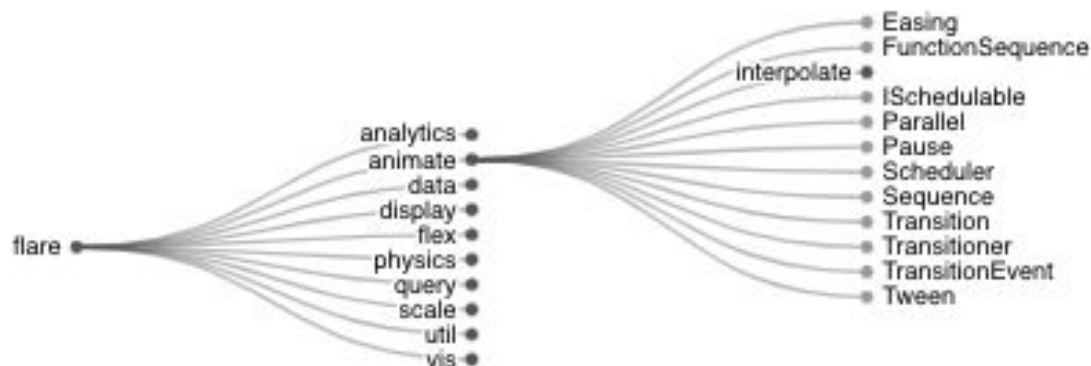 flare
analytics
animate
data
display
flex
physics
query
scale
util
vis
Easing
FunctionSequence
interpolate
ISchedulable
Parallel
Pause
Scheduler
Sequence
Transition
Transitioner
TransitionEvent
Tween